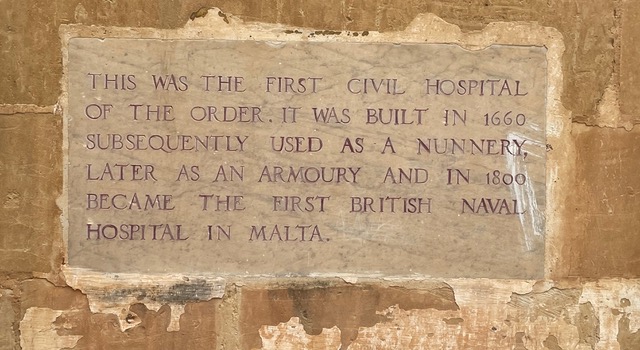 THIS WAS THE FIRST CIVIL HOSPITAL
OF THE ORDER. IT WAS BUILT IN 1660
SUBSEQUENTLY USED AS A NUNNERY,
LATER AS AN ARMOURY AND IN 1800
BECAME THE FIRST BRITISH NAVAL
HOSPITAL IN MALTA.